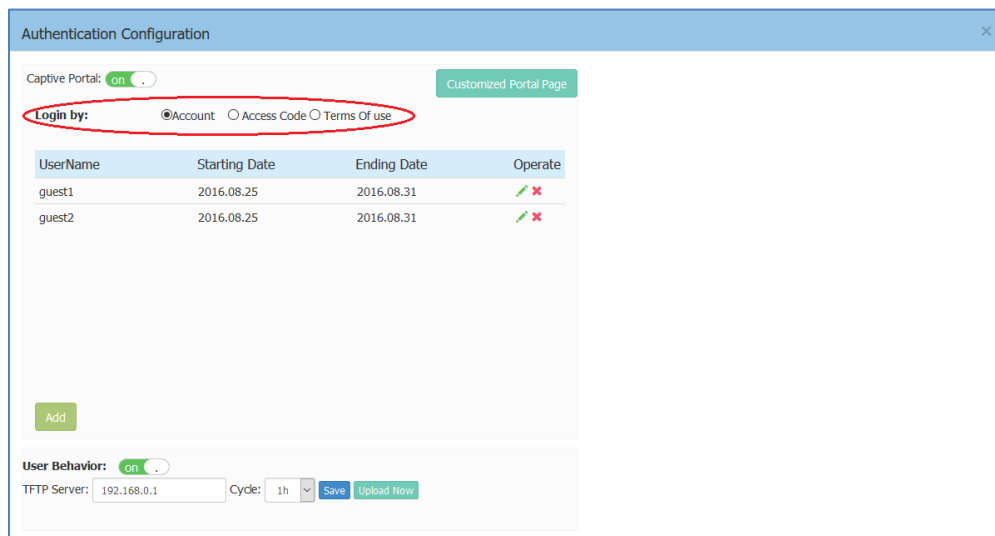 Authentication Configuration
Captive Portal: on .
Customized Portal Page
Login by: Account Access Code Terms Of use
UserName Starting Date Ending Date Operate
guest1 2016.08.25 2016.08.31
guest2 2016.08.25 2016.08.31
Add
User Behavior: on .
TFTP Server: 192.168.0.1 Cycle: 1h Save Upload Now